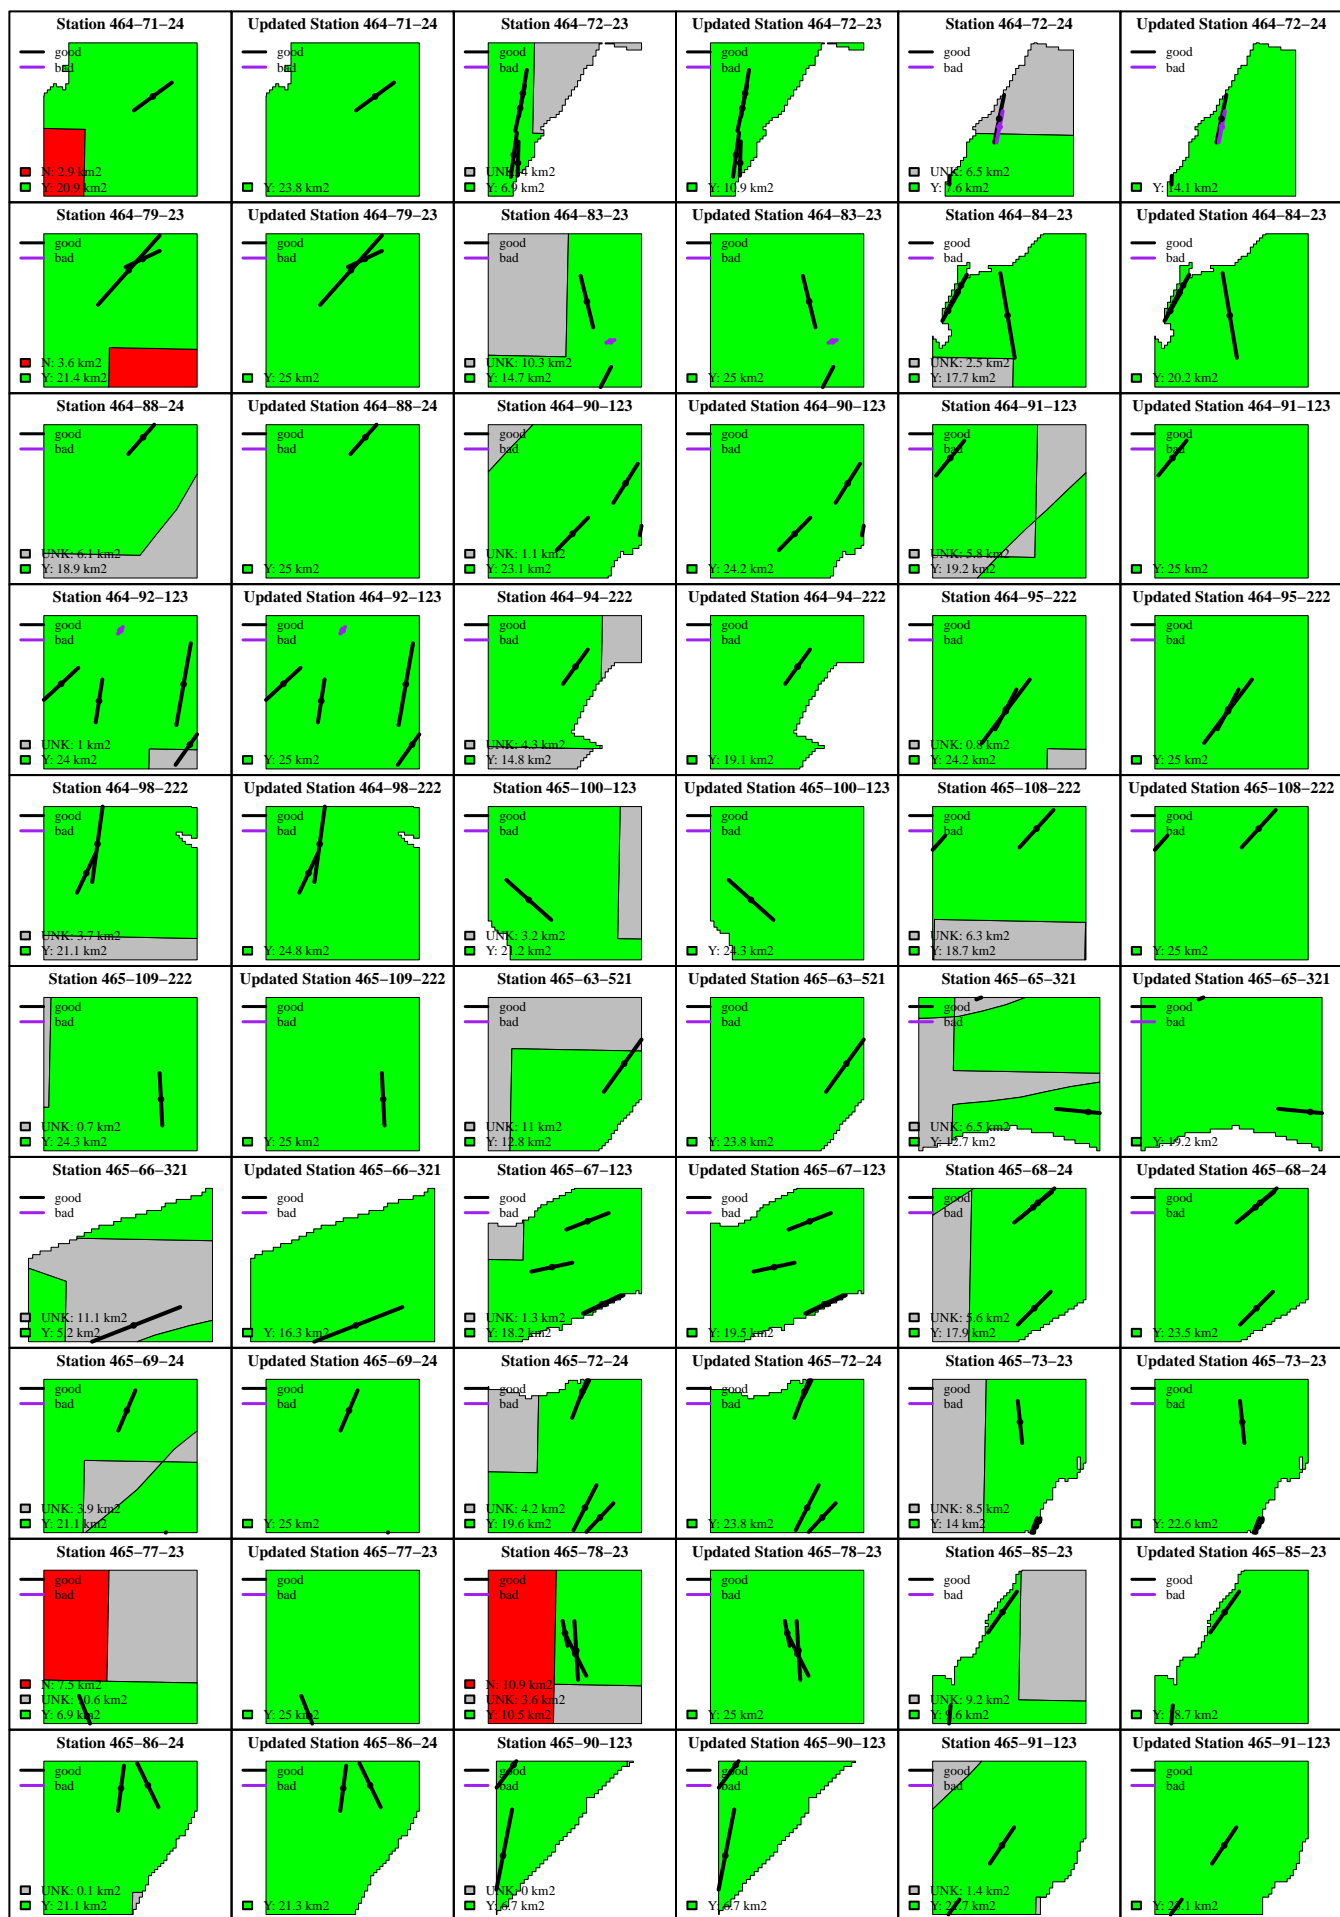 Station 464−71−24
good
bad
N: 2.9 km2
Y: 20.9 km2
Updated Station 464−71−24
good
bad
Y: 23.8 km2
Station 464−72−23
good
bad
UNK: 4 km2
Y: 6.9 km2
Updated Station 464−72−23
good
bad
Y: 10.9 km2
Station 464−72−24
good
bad
UNK: 6.5 km2
Y: 7.6 km2
Updated Station 464−72−24
good
bad
Y: 14.1 km2
Station 464−79−23
good
bad
N: 3.6 km2
Y: 21.4 km2
Updated Station 464−79−23
good
bad
Y: 25 km2
Station 464−83−23
good
bad
UNK: 10.3 km2
Y: 14.7 km2
Updated Station 464−83−23
good
bad
Y: 25 km2
Station 464−84−23
good
bad
UNK: 2.5 km2
Y: 17.7 km2
Updated Station 464−84−23
good
bad
Y: 20.2 km2
Station 464−88−24
good
bad
UNK: 6.1 km2
Y: 18.9 km2
Updated Station 464−88−24
good
bad
Y: 25 km2
Station 464−90−123
good
bad
UNK: 1.1 km2
Y: 23.1 km2
Updated Station 464−90−123
good
bad
Y: 24.2 km2
Station 464−91−123
good
bad
UNK: 5.8 km2
Y: 19.2 km2
Updated Station 464−91−123
good
bad
Y: 25 km2
Station 464−92−123
good
bad
UNK: 1 km2
Y: 24 km2
Updated Station 464−92−123
good
bad
Y: 25 km2
Station 464−94−222
good
bad
UNK: 4.3 km2
Y: 14.8 km2
Updated Station 464−94−222
good
bad
Y: 19.1 km2
Station 464−95−222
good
bad
UNK: 0.8 km2
Y: 24.2 km2
Updated Station 464−95−222
good
bad
Y: 25 km2
Station 464−98−222
good
bad
UNK: 3.7 km2
Y: 21.1 km2
Updated Station 464−98−222
good
bad
Y: 24.8 km2
Station 465−100−123
good
bad
UNK: 3.2 km2
Y: 21.2 km2
Updated Station 465−100−123
good
bad
Y: 24.3 km2
Station 465−108−222
good
bad
UNK: 6.3 km2
Y: 18.7 km2
Updated Station 465−108−222
good
bad
Y: 25 km2
Station 465−109−222
good
bad
UNK: 0.7 km2
Y: 24.3 km2
Updated Station 465−109−222
good
bad
Y: 25 km2
Station 465−63−521
good
bad
UNK: 11 km2
Y: 12.8 km2
Updated Station 465−63−521
good
bad
Y: 23.8 km2
Station 465−65−321
good
bad
UNK: 6.5 km2
Y: 12.7 km2
Updated Station 465−65−321
good
bad
Y: 19.2 km2
Station 465−66−321
good
bad
UNK: 11.1 km2
Y: 5.2 km2
Updated Station 465−66−321
good
bad
Y: 16.3 km2
Station 465−67−123
good
bad
UNK: 1.3 km2
Y: 18.2 km2
Updated Station 465−67−123
good
bad
Y: 19.5 km2
Station 465−68−24
good
bad
UNK: 5.6 km2
Y: 17.9 km2
Updated Station 465−68−24
good
bad
Y: 23.5 km2
Station 465−69−24
good
bad
UNK: 3.9 km2
Y: 21.1 km2
Updated Station 465−69−24
good
bad
Y: 25 km2
Station 465−72−24
good
bad
UNK: 4.2 km2
Y: 19.6 km2
Updated Station 465−72−24
good
bad
Y: 23.8 km2
Station 465−73−23
good
bad
UNK: 8.5 km2
Y: 14 km2
Updated Station 465−73−23
good
bad
Y: 22.6 km2
Station 465−77−23
good
bad
N: 7.5 km2
UNK: 10.6 km2
Y: 6.9 km2
Updated Station 465−77−23
good
bad
Y: 25 km2
Station 465−78−23
good
bad
N: 10.9 km2
UNK: 3.6 km2
Y: 10.5 km2
Updated Station 465−78−23
good
bad
Y: 25 km2
Station 465−85−23
good
bad
UNK: 9.2 km2
Y: 9.6 km2
Updated Station 465−85−23
good
bad
Y: 18.7 km2
Station 465−86−24
good
bad
UNK: 0.1 km2
Y: 21.1 km2
Updated Station 465−86−24
good
bad
Y: 21.3 km2
Station 465−90−123
good
bad
UNK: 0 km2
Y: 6.7 km2
Updated Station 465−90−123
good
bad
Y: 6.7 km2
Station 465−91−123
good
bad
UNK: 1.4 km2
Y: 21.7 km2
Updated Station 465−91−123
good
bad
Y: 23.1 km2